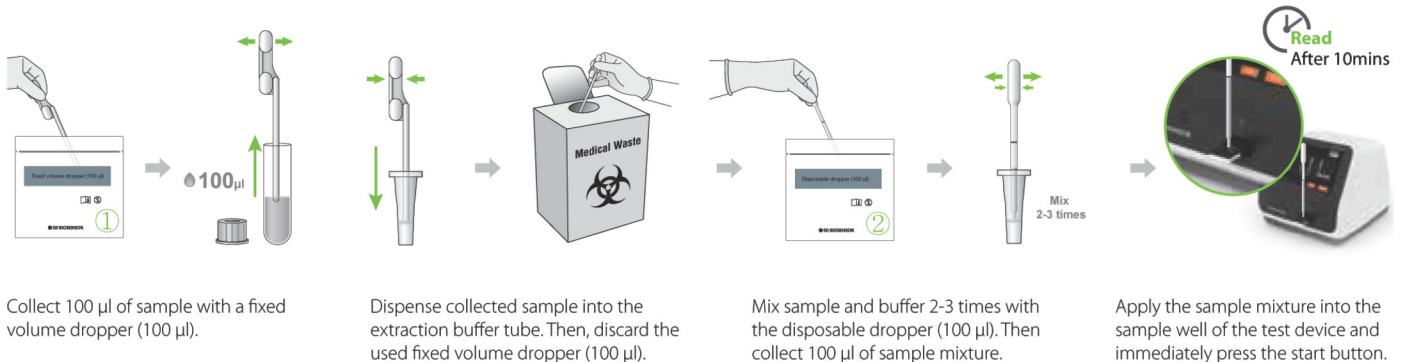 Read
After 10mins
Fixed volume dropper (100 μl)
1
SD BIOSENSOR
100μl
Medical Waste
Disposable dropper (100 μl)
2
SD BIOSENSOR
Mix
2-3 times
Collect 100 μl of sample with a fixed
volume dropper (100 μl).
Dispense collected sample into the
extraction buffer tube. Then, discard the
used fixed volume dropper (100 μl).
Mix sample and buffer 2-3 times with
the disposable dropper (100 μl). Then
collect 100 μl of sample mixture.
Apply the sample mixture into the
sample well of the test device and
immediately press the start button.